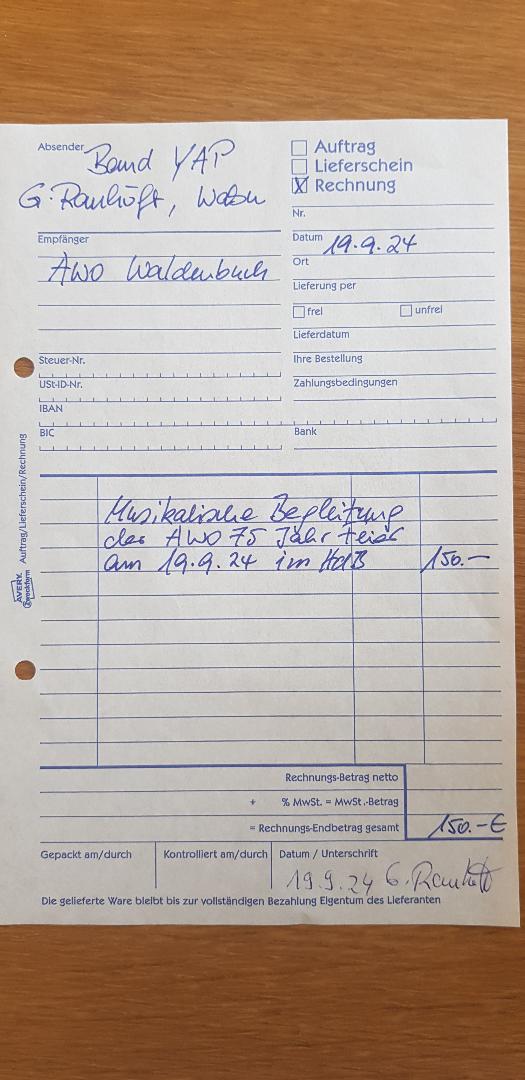 Absender Band YAP
G. Rauhöft, Waldbu
Auftrag
Lieferschein
X Rechnung
Nr.
Empfänger
AWO Waldenbuch
Datum 19.9.24
Ort
Lieferung per
frei unfrei
Lieferdatum
Steuer-Nr.
Ihre Bestellung
USt-ID-Nr.
Zahlungsbedingungen
IBAN
BIC
Bank
AVERY Zweckform Auftrag/Lieferschein/Rechnung
Musikalische Begleitung
der AWO 75 Jahr Feier
am 19.9.24 im HdB 150.-
Rechnungs-Betrag netto
+ % MwSt. = MwSt.-Betrag
= Rechnungs-Endbetrag gesamt 150.-€
Gepackt am/durch
Kontrolliert am/durch
Datum / Unterschrift
19.9.24 G.
Die gelieferte Ware bleibt bis zur vollständigen Bezahlung Eigentum des Lieferanten